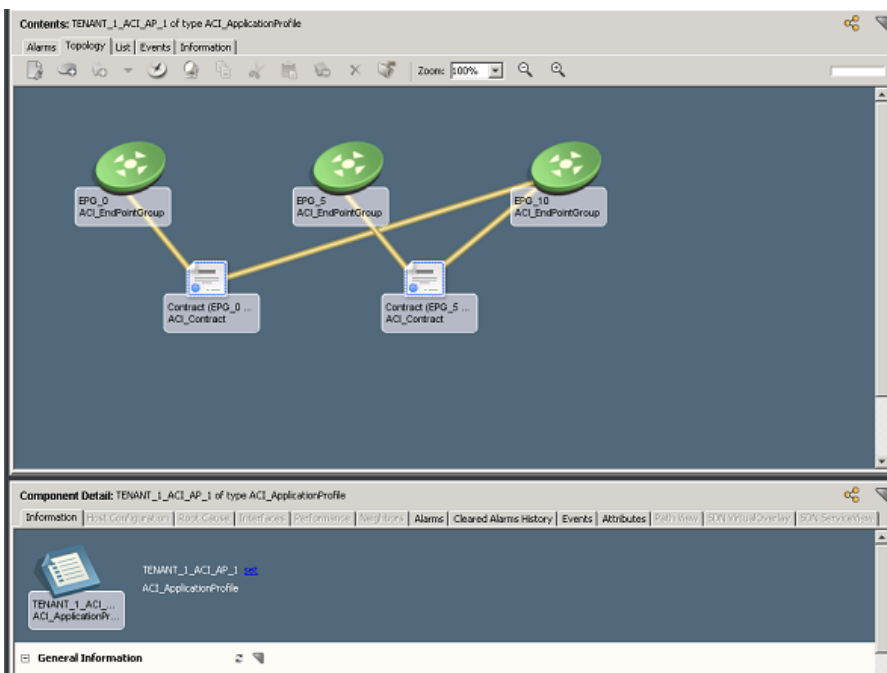 Contents: TENANT_1_ACI_AP_1 of type ACI_ApplicationProfile
Alarms Topology List Events Information
Zoom: 100%
EPG_0
ACI_EndPointGroup
EPG_5
ACI_EndPointGroup
EPG_10
ACI_EndPointGroup
Contract (EPG_0 ...
ACI_Contract
Contract (EPG_5 ...
ACI_Contract
Component Detail: TENANT_1_ACI_AP_1 of type ACI_ApplicationProfile
Information Host Configuration Root Cause Interfaces Performance Neighbors Alarms Cleared Alarms History Events Attributes Path View SDN VirtualOverlay SDN ServiceView
TENANT_1_ACI_AP_1 set
ACI_ApplicationProfile
TENANT_1_ACI_...
ACI_ApplicationPr...
General Information